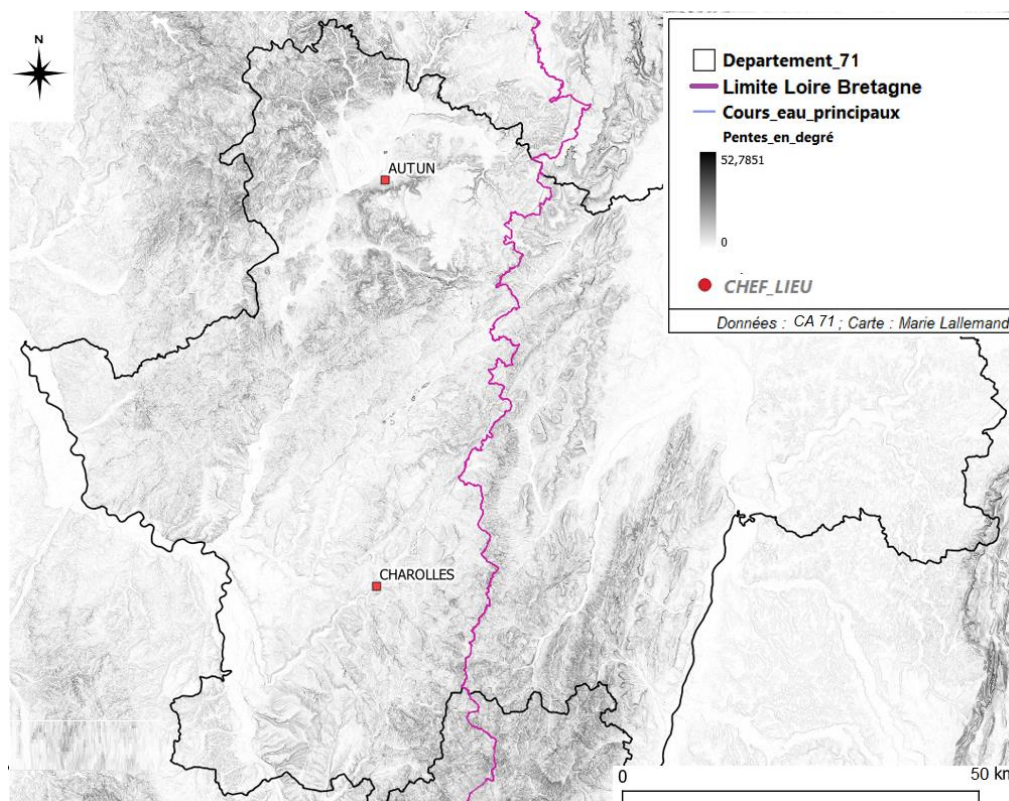 N
Departement_71
Limite Loire Bretagne
Cours_eau_principaux
Pentes_en_degré
52,7851
0
CHEF_LIEU
Données : CA 71 ; Carte : Marie Lallemand
AUTUN
CHAROLLES
0
50 km